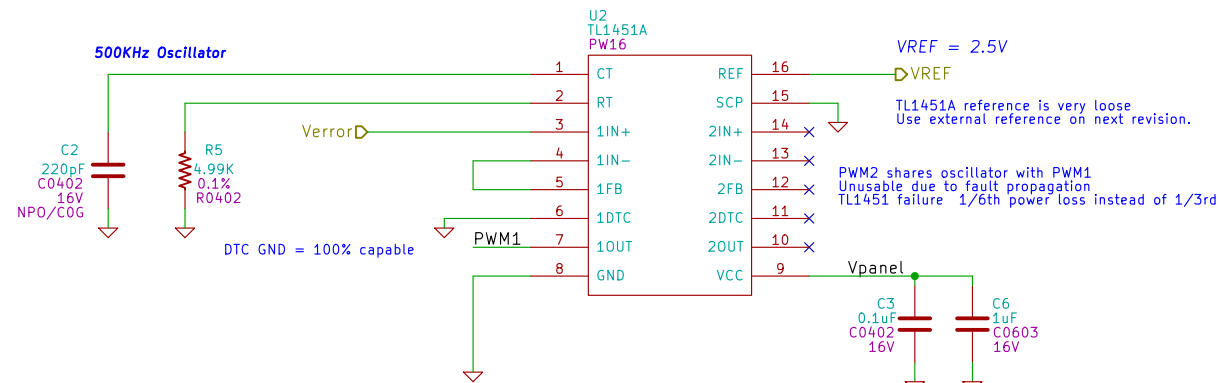 U2
TL1451A
PW16
500KHz Oscillator
VREF = 2.5V
1 CT REF 16 VREF
2 RT SCP 15
TL1451A reference is very loose
Use external reference on next revision.
Verror 3 1IN+ 2IN+ 14
4 1IN- 2IN- 13
C2
220pF
C0402
16V
NPO/C0G
R5
4.99K
0.1%
R0402
PWM2 shares oscillator with PWM1
Unusable due to fault propagation
TL1451 failure 1/6th power loss instead of 1/3rd
5 1FB 2FB 12
6 1DTC 2DTC 11
DTC GND = 100% capable
PWM1 7 1OUT 2OUT 10
8 GND VCC 9 Vpanel
C3
0.1uF
C0402
16V
C6
1uF
C0603
16V